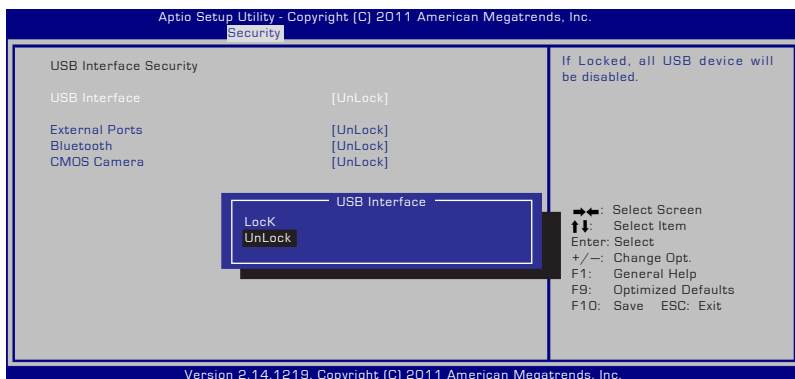 Aptio Setup Utility - Copyright (C) 2011 American Megatrends, Inc.
Security
USB Interface Security
USB Interface [UnLock]
External Ports [UnLock]
Bluetooth [UnLock]
CMOS Camera [UnLock]
USB Interface
LocK
UnLock
If Locked, all USB device will
be disabled.
→←: Select Screen
↑↓: Select Item
Enter: Select
+/—: Change Opt.
F1: General Help
F9: Optimized Defaults
F10: Save ESC: Exit
Version 2.14.1219. Copyright (C) 2011 American Megatrends, Inc.